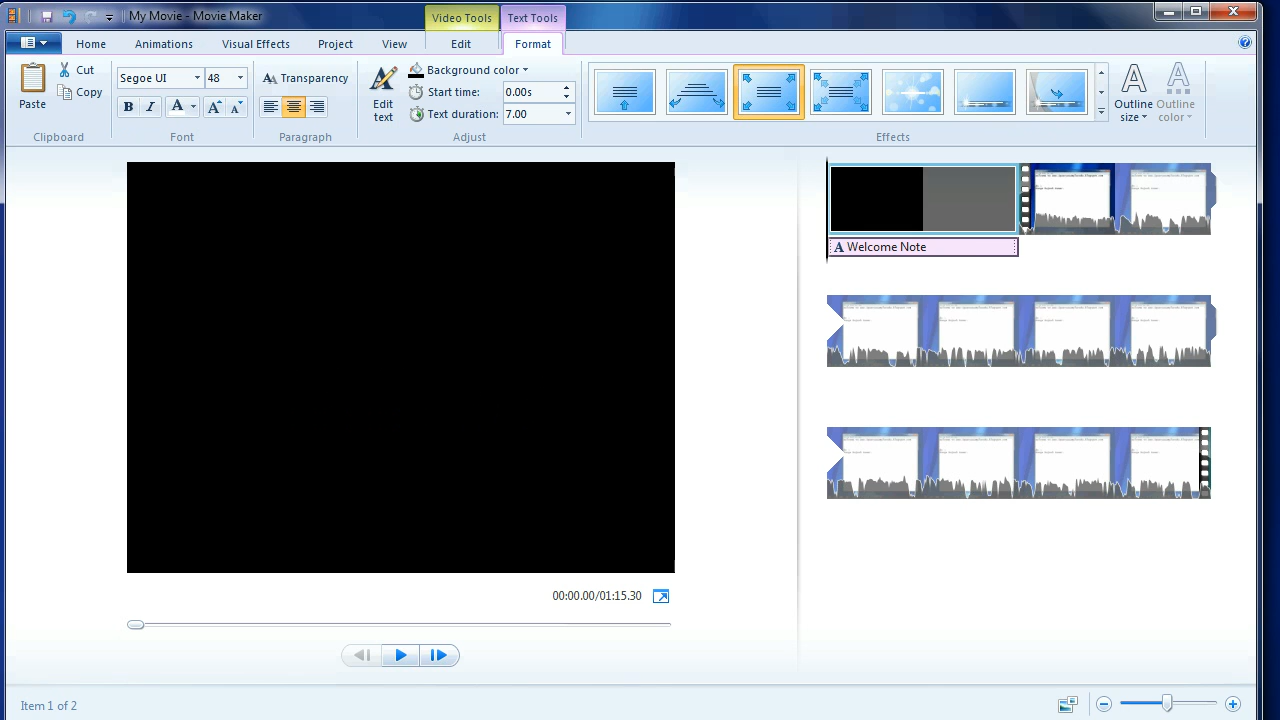 My Movie - Movie Maker
Video Tools
Text Tools
Home
Animations
Visual Effects
Project
View
Edit
Format
Paste
Cut
Copy
Clipboard
Segoe UI
48
B I A A A
Font
Transparency
Paragraph
Edit text
Background color
Start time: 0.00s
Text duration: 7.00
Adjust
Effects
Outline size
Outline color
A Welcome Note
00:00.00/01:15.30
Item 1 of 2